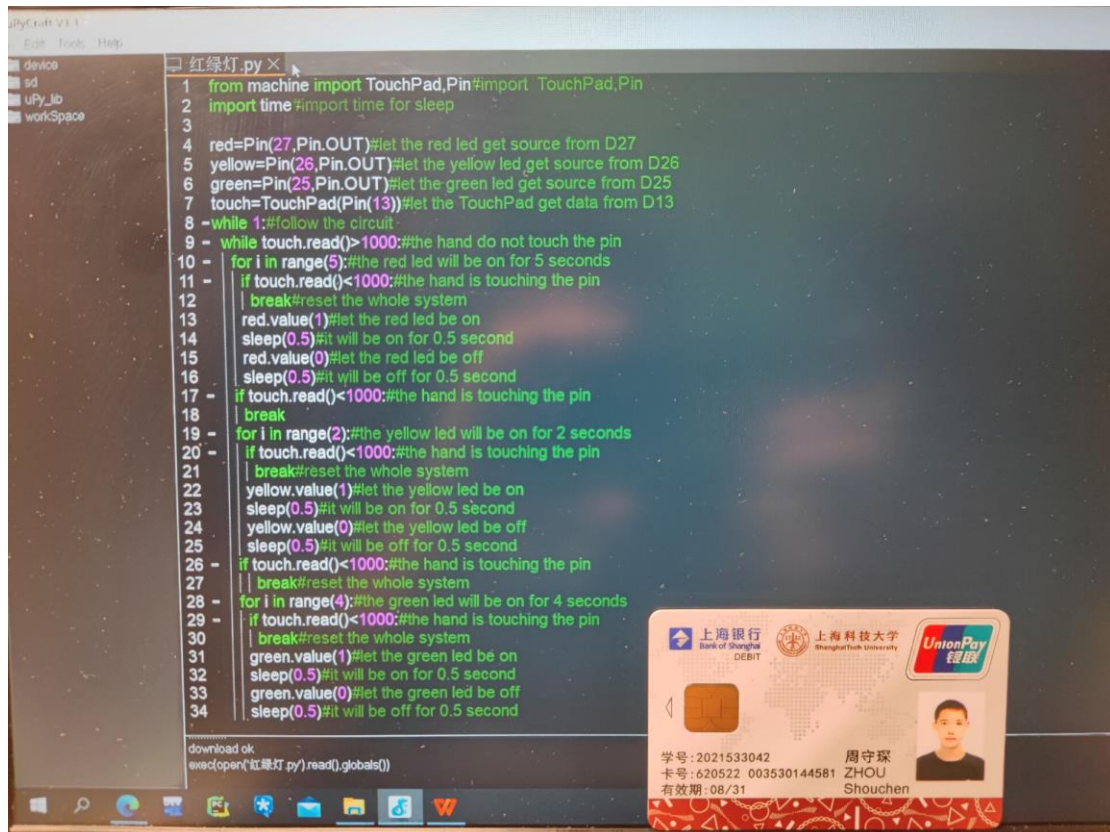 uPyCraft V1.1
Edit Tools Help
device
sd
uPy_lib
workSpace
红绿灯.py ×
1 from machine import TouchPad,Pin#import TouchPad,Pin
2 import time#import time for sleep
3
4 red=Pin(27,Pin.OUT)#let the red led get source from D27
5 yellow=Pin(26,Pin.OUT)#let the yellow led get source from D26
6 green=Pin(25,Pin.OUT)#let the green led get source from D25
7 touch=TouchPad(Pin(13))#let the TouchPad get data from D13
8 while 1:#follow the circuit
9 while touch.read()>1000:#the hand do not touch the pin
10 for i in range(5):#the red led will be on for 5 seconds
11 if touch.read()<1000:#the hand is touching the pin
12 break#reset the whole system
13 red.value(1)#let the red led be on
14 sleep(0.5)#it will be on for 0.5 second
15 red.value(0)#let the red led be off
16 sleep(0.5)#it will be off for 0.5 second
17 if touch.read()<1000:#the hand is touching the pin
18 break
19 for i in range(2):#the yellow led will be on for 2 seconds
20 if touch.read()<1000:#the hand is touching the pin
21 break#reset the whole system
22 yellow.value(1)#let the yellow led be on
23 sleep(0.5)#it will be on for 0.5 second
24 yellow.value(0)#let the yellow led be off
25 sleep(0.5)#it will be off for 0.5 second
26 if touch.read()<1000:#the hand is touching the pin
27 break#reset the whole system
28 for i in range(4):#the green led will be on for 4 seconds
29 if touch.read()<1000:#the hand is touching the pin
30 break#reset the whole system
31 green.value(1)#let the green led be on
32 sleep(0.5)#it will be on for 0.5 second
33 green.value(0)#let the green led be off
34 sleep(0.5)#it will be off for 0.5 second
download ok
exec(open('红绿灯.py').read(),globals())
上海银行
Bank of Shanghai
DEBIT
上海科技大学
ShanghaiTech University
UnionPay
银联
学号:2021533042 周守琛
卡号:620522 003530144581 ZHOU
有效期:08/31 Shouchen